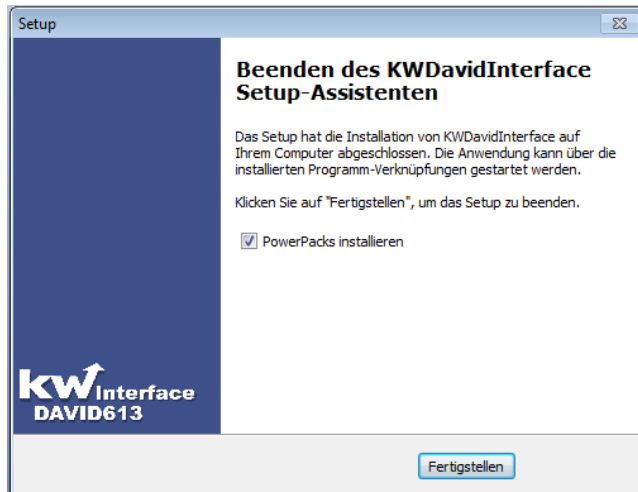 Setup
Beenden des KWDavidInterface
Setup-Assistenten
Das Setup hat die Installation von KWDavidInterface auf
Ihrem Computer abgeschlossen. Die Anwendung kann über die
installierten Programm-Verknüpfungen gestartet werden.
Klicken Sie auf "Fertigstellen", um das Setup zu beenden.
PowerPacks installieren
kw Interface
DAVID613
Fertigstellen